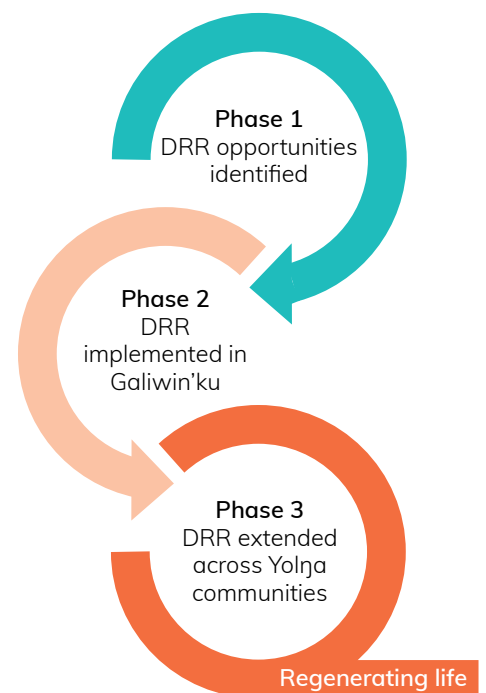 Phase 1
DRR opportunities
identified
Phase 2
DRR
implemented in
Galiwin’ku
Phase 3
DRR extended
across Yolŋa
communities
Regenerating life